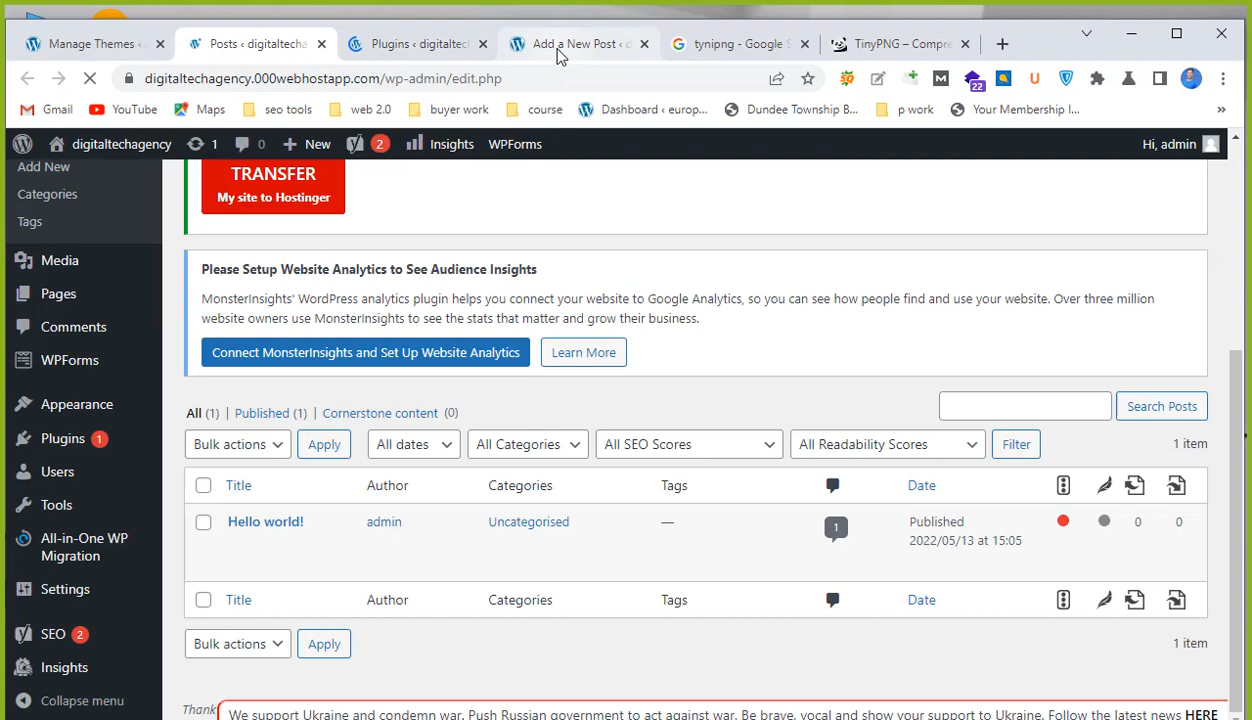 Manage Themes ‹
Posts ‹ digitaltecha
Plugins ‹ digitaltec
Add a New Post ‹ d
tynipng - Google S
TinyPNG – Compre
digitaltechagency.000webhostapp.com/wp-admin/edit.php
22
Gmail
YouTube
Maps
seo tools
web 2.0
buyer work
course
Dashboard ‹ europ...
Dundee Township B...
p work
Your Membership I...
»
digitaltechagency
1
0
New
2
Insights
WPForms
Hi, admin
Add New
Categories
Tags
Media
Pages
Comments
WPForms
Appearance
Plugins 1
Users
Tools
All-in-One WP
Migration
Settings
SEO 2
Insights
Collapse menu
TRANSFER
My site to Hostinger
Please Setup Website Analytics to See Audience Insights
MonsterInsights' WordPress analytics plugin helps you connect your website to Google Analytics, so you can see how people find and use your website. Over three million
website owners use MonsterInsights to see the stats that matter and grow their business.
Connect MonsterInsights and Set Up Website Analytics
Learn More
All (1) | Published (1) | Cornerstone content (0)
Search Posts
Bulk actions
Apply
All dates
All Categories
All SEO Scores
All Readability Scores
Filter
1 item
Title
Author
Categories
Tags
Date
Hello world!
admin
Uncategorised
—
1
Published
2022/05/13 at 15:05
0
0
Title
Author
Categories
Tags
Date
Bulk actions
Apply
1 item
Thank
We support Ukraine and condemn war. Push Russian government to act against war. Be brave, vocal and show your support to Ukraine. Follow the latest news HERE